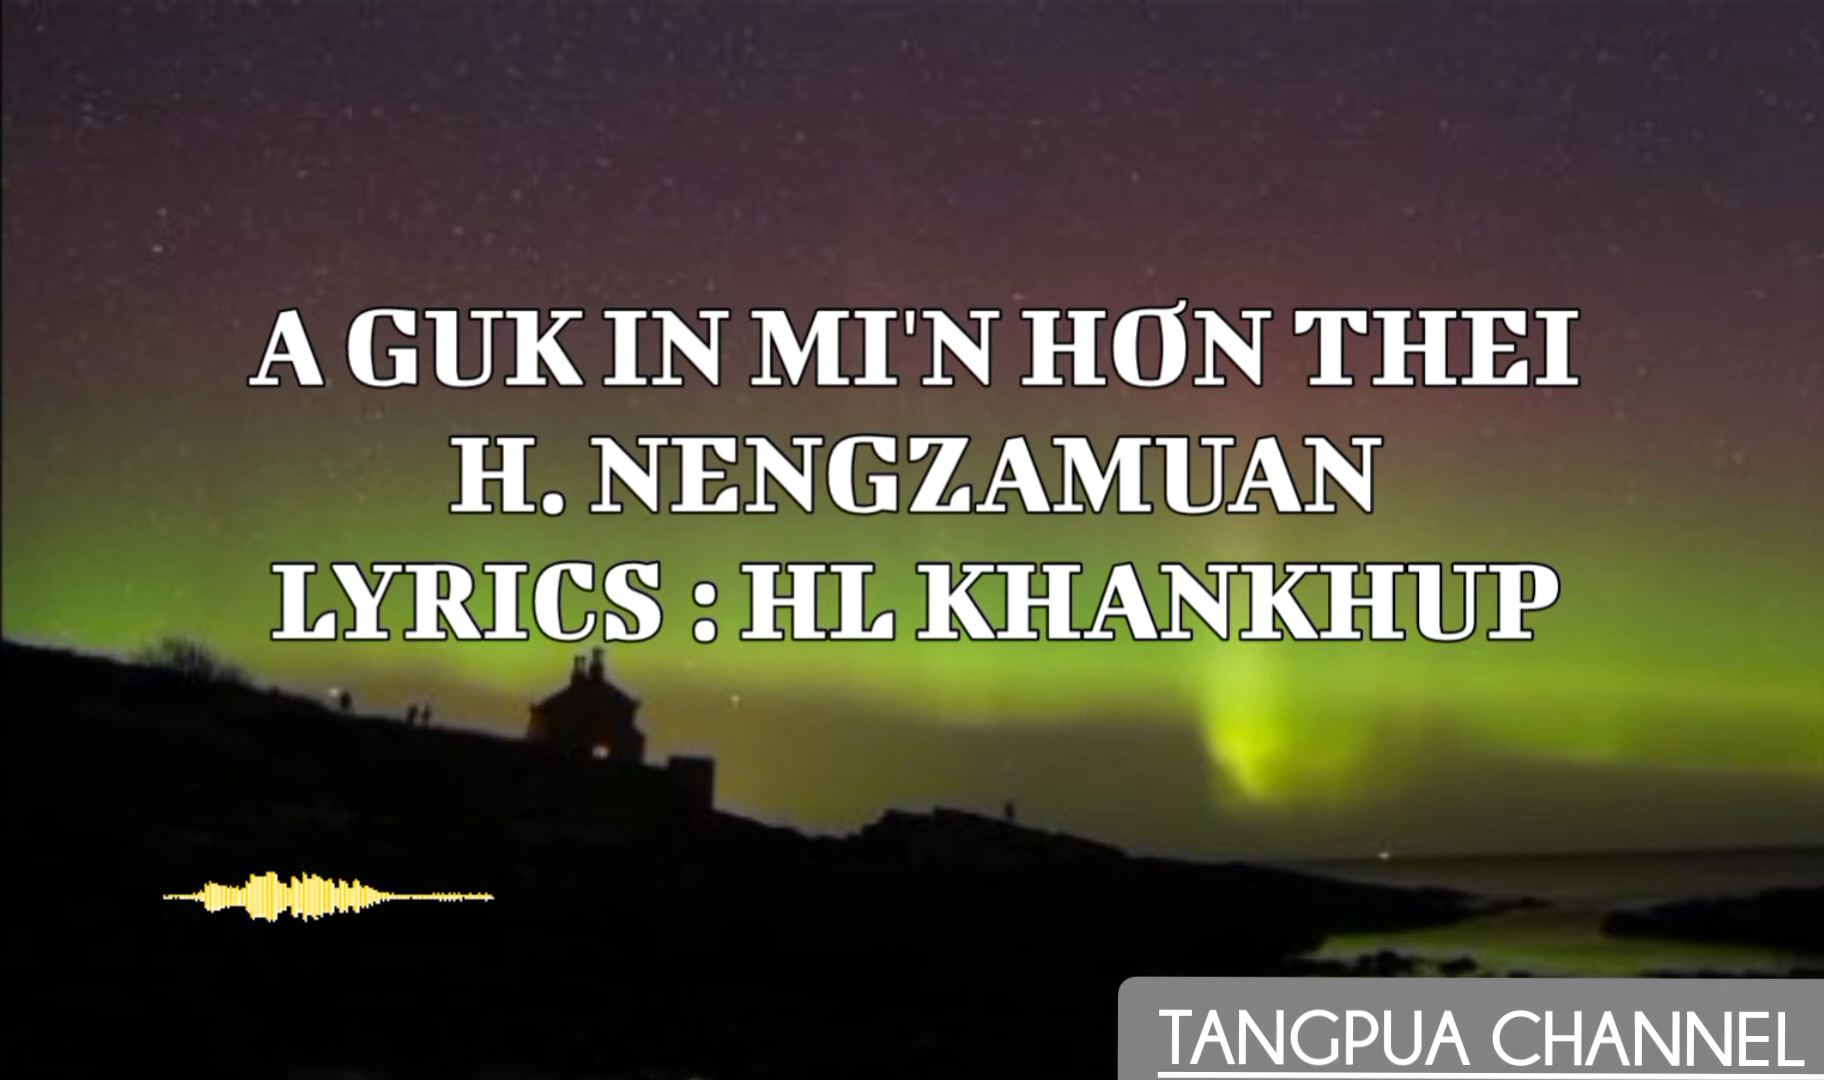 A GUK IN MI'N HƠN THEI
H. NENGZAMUAN
LYRICS : HL KHANKHUP
TANGPUA CHANNEL